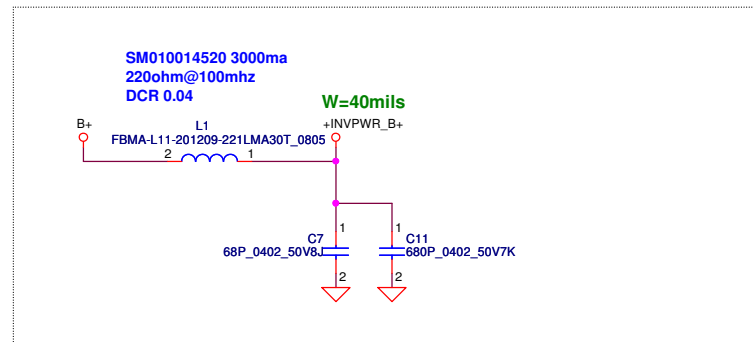 SM010014520 3000ma
220ohm@100mhz
DCR 0.04
W=40mils
B+
L1
+INVPWR_B+
FBMA-L11-201209-221LMA30T_0805
2
1
1
1
C7
C11
68P_0402_50V8J
680P_0402_50V7K
2
2